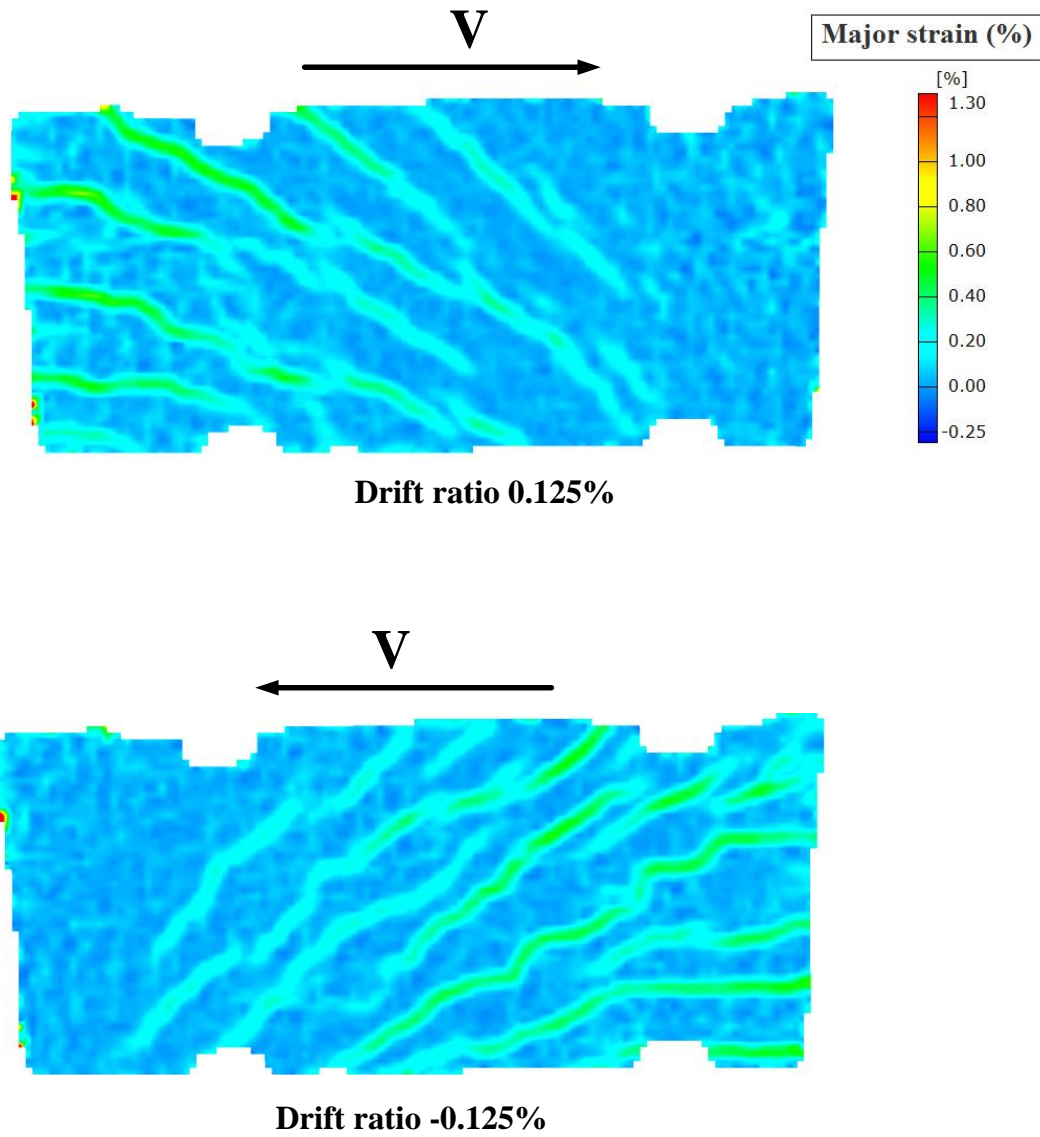 V
Major strain (%)
[%]
1.30
1.00
0.80
0.60
0.40
0.20
0.00
-0.25
Drift ratio 0.125%
V
Drift ratio -0.125%